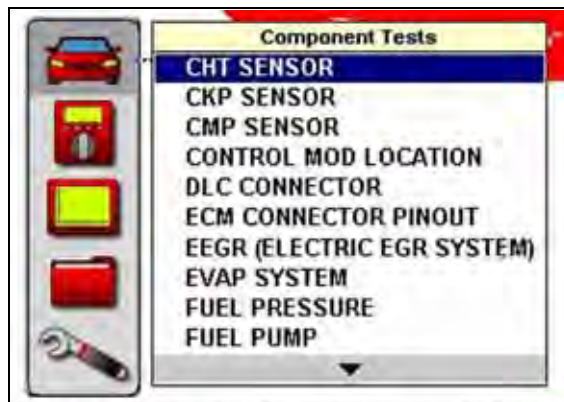 Component Tests
CHT SENSOR
CKP SENSOR
CMP SENSOR
CONTROL MOD LOCATION
DLC CONNECTOR
ECM CONNECTOR PINOUT
EEGR (ELECTRIC EGR SYSTEM)
EVAP SYSTEM
FUEL PRESSURE
FUEL PUMP